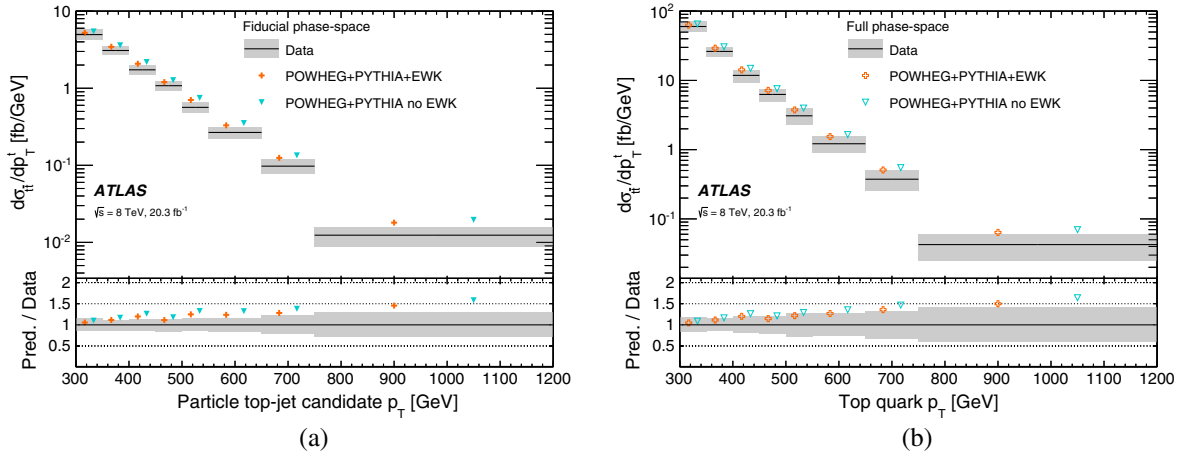 Fiducial phase-space
Data
POWHEG+PYTHIA+EWK
POWHEG+PYTHIA no EWK
ATLAS
√s = 8 TeV, 20.3 fb⁻¹
dσ_tt̄/dp_T^t [fb/GeV]
10
1
10⁻¹
10⁻²
Pred. / Data
2
1.5
1
0.5
300 400 500 600 700 800 900 1000 1100 1200
Particle top-jet candidate p_T [GeV]
(a)
Full phase-space
Data
POWHEG+PYTHIA+EWK
POWHEG+PYTHIA no EWK
ATLAS
√s = 8 TeV, 20.3 fb⁻¹
dσ_tt̄/dp_T^t [fb/GeV]
10²
10
1
10⁻¹
Pred. / Data
2
1.5
1
0.5
300 400 500 600 700 800 900 1000 1100 1200
Top quark p_T [GeV]
(b)